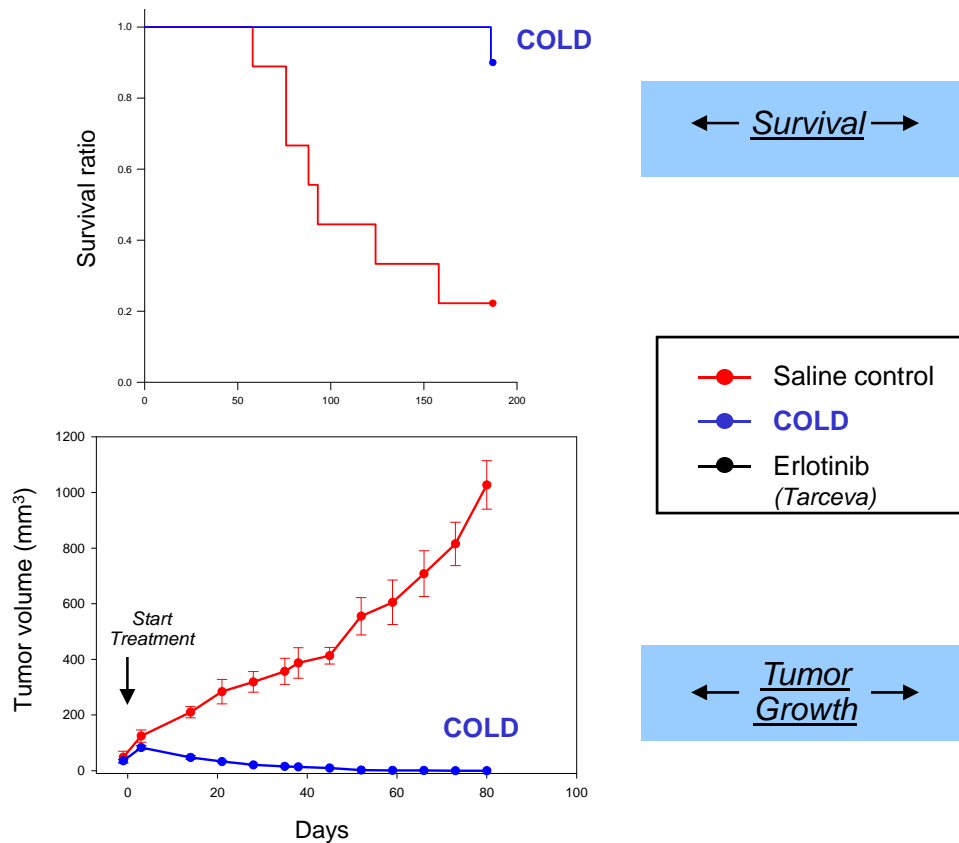 COLD
1.0
0.8
0.6
0.4
0.2
0.0
Survival ratio
0
50
100
150
200
Survival
Saline control
COLD
Erlotinib
(Tarceva)
1200
1000
800
600
400
200
0
Tumor volume (mm³)
Start
Treatment
COLD
0
20
40
60
80
100
Days
Tumor
Growth